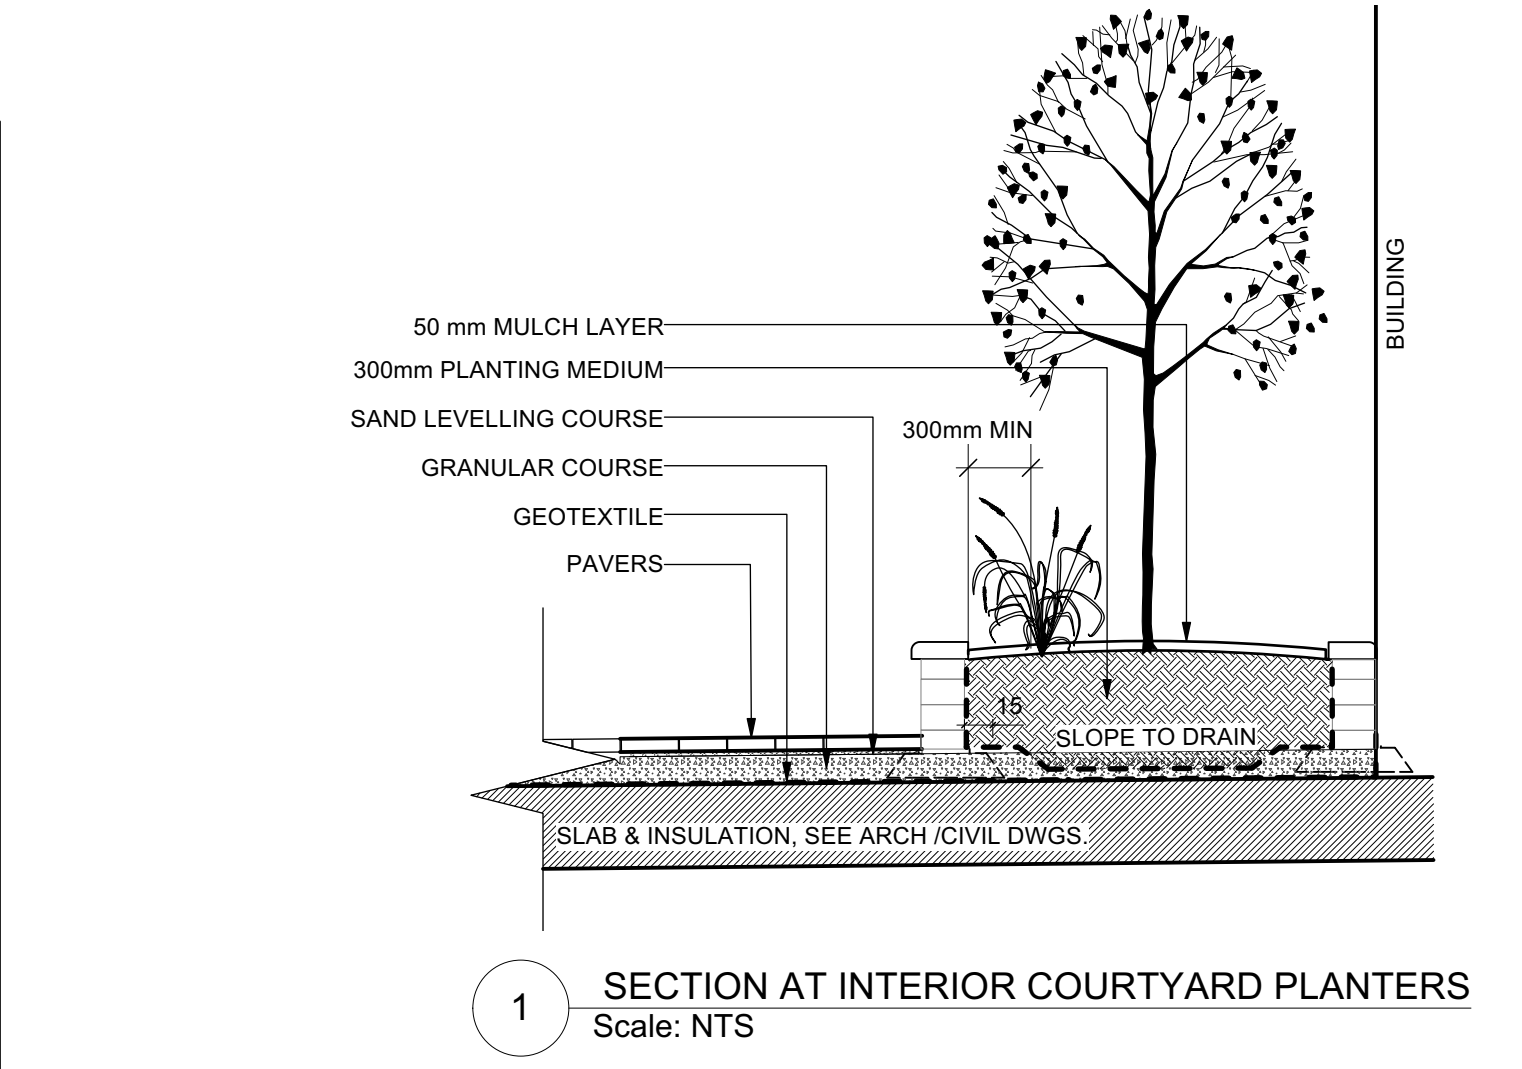 50 mm MULCH LAYER
300mm PLANTING MEDIUM
SAND LEVELLING COURSE
300mm MIN
GRANULAR COURSE
GEOTEXTILE
PAVERS
BUILDING
15
SLOPE TO DRAIN
SLAB & INSULATION, SEE ARCH /CIVIL DWGS.
1
SECTION AT INTERIOR COURTYARD PLANTERS
Scale: NTS